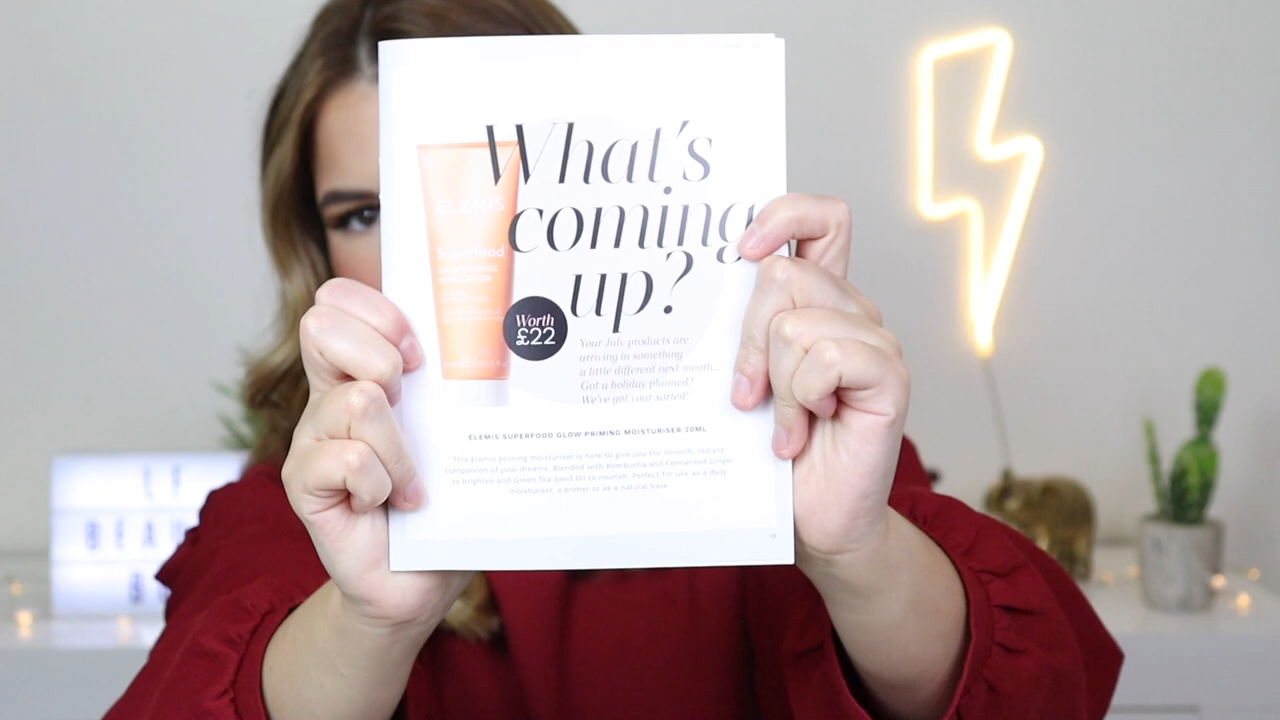 What's
coming
up?
ELEMIS
Superfood
Worth
£22
Your July products are
arriving in something
a little different next month...
Got a holiday planned?
We've got your sorted!
ELEMIS SUPERFOOD GLOW PRIMING MOISTURISER 20ML
This Elemis priming moisturiser is here to give you the smooth, radiant
complexion of your dreams. Blended with Kombucha and Fermented Ginger
to brighten and Green Tea Seed Oil to nourish. Perfect for use as a daily
moisturiser, a primer or as a natural base.
LF
BEAU
B